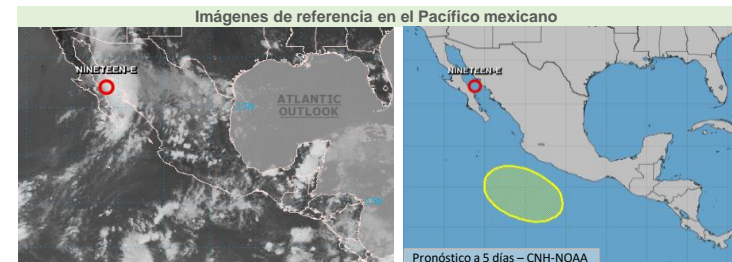 Imágenes de referencia en el Pacífico mexicano
NINETEEN-E
ATLANTIC
OUTLOOK
NINETEEN-E
Pronóstico a 5 días – CNH-NOAA